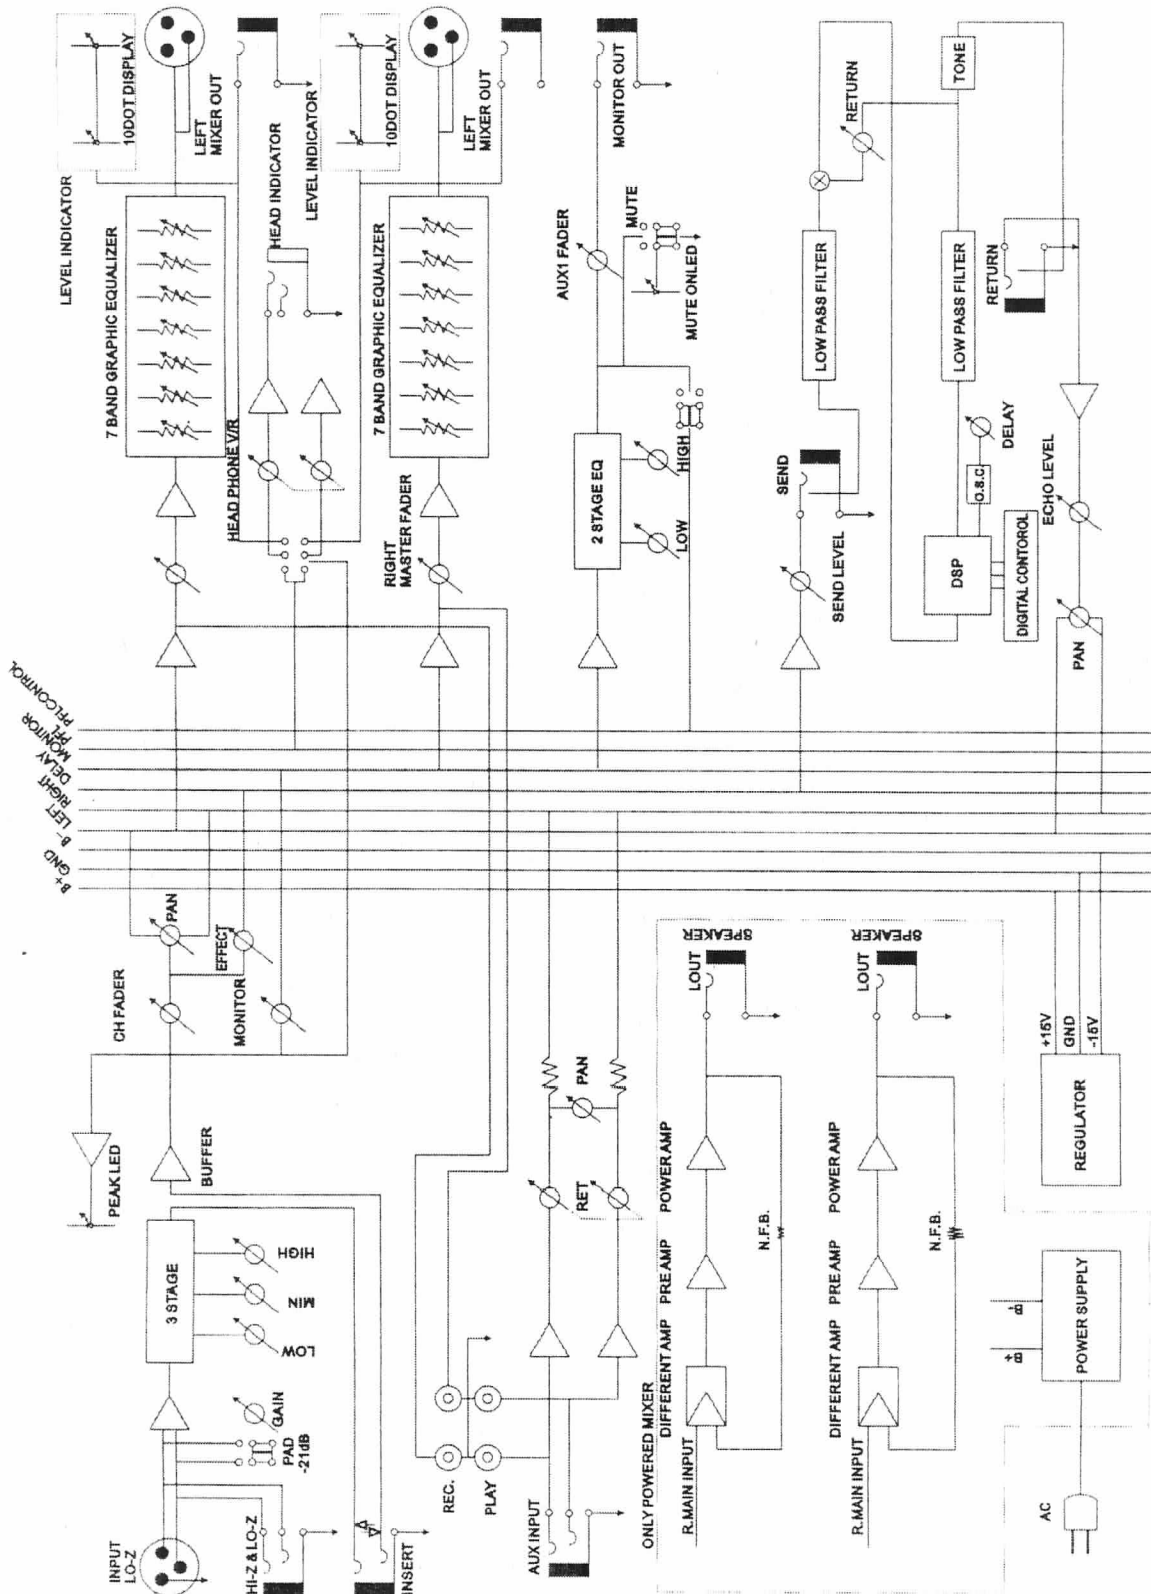 INPUT
LO-Z
HI-Z & LO-Z
INSERT
PAD
-21dB
GAIN
3 STAGE
LOW
MIN
HIGH
PEAK LED
BUFFER
CH FADER
MONITOR
EFFECT
PAN
B+
GND
B-
LEFT
RIGHT
DELAY
MONITOR
PFL
PFL CONTROL
LEVEL INDICATOR
10DOT DISPLAY
7 BAND GRAPHIC EQUALIZER
LEFT
MIXER OUT
HEAD PHONE V/R
HEAD INDICATOR
LEVEL INDICATOR
10DOT DISPLAY
RIGHT
MASTER FADER
7 BAND GRAPHIC EQUALIZER
LEFT
MIXER OUT
REC.
PLAY
AUX INPUT
RET
PAN
2 STAGE EQ
LOW
HIGH
AUX1 FADER
MUTE
MUTE ONLED
MONITOR OUT
ONLY POWERED MIXER
DIFFERENT AMP
PRE AMP
POWER AMP
R.MAIN INPUT
N.F.B.
LOUT
SPEAKER
DIFFERENT AMP
PRE AMP
POWER AMP
R.MAIN INPUT
N.F.B.
LOUT
SPEAKER
SEND LEVEL
SEND
LOW PASS FILTER
RETURN
TONE
DSP
DIGITAL CONTOROL
O.S.C.
DELAY
LOW PASS FILTER
RETURN
ECHO LEVEL
PAN
AC
POWER SUPPLY
B+
B-
REGULATOR
+15V
GND
-15V